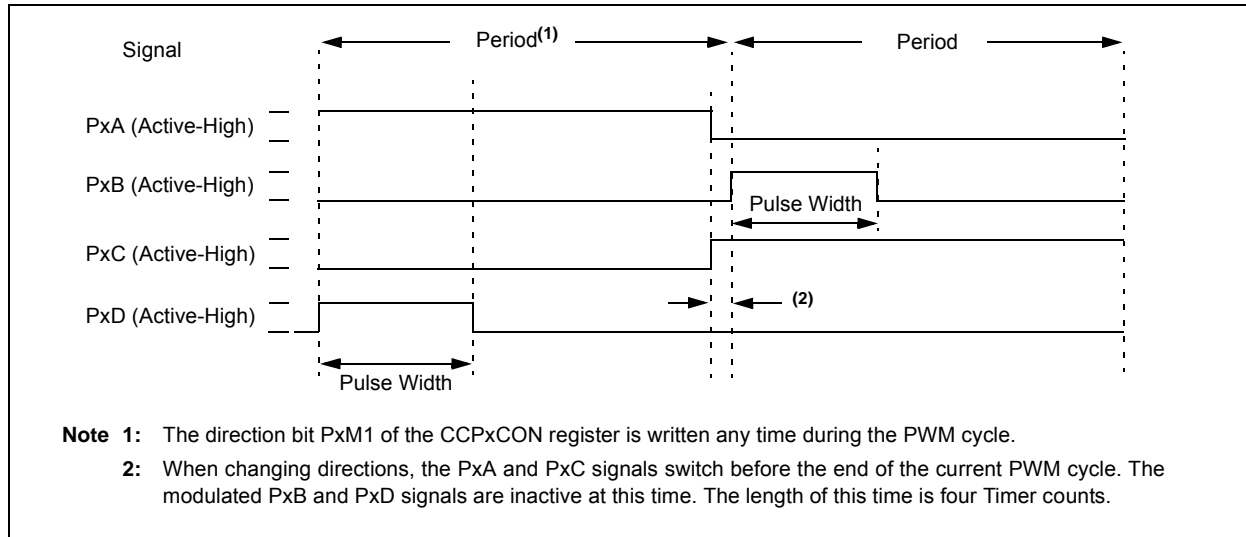 Signal
Period(1)
Period
PxA (Active-High)
PxB (Active-High)
Pulse Width
PxC (Active-High)
(2)
PxD (Active-High)
Pulse Width
Note 1: The direction bit PxM1 of the CCPxCON register is written any time during the PWM cycle.
2: When changing directions, the PxA and PxC signals switch before the end of the current PWM cycle. The
modulated PxB and PxD signals are inactive at this time. The length of this time is four Timer counts.